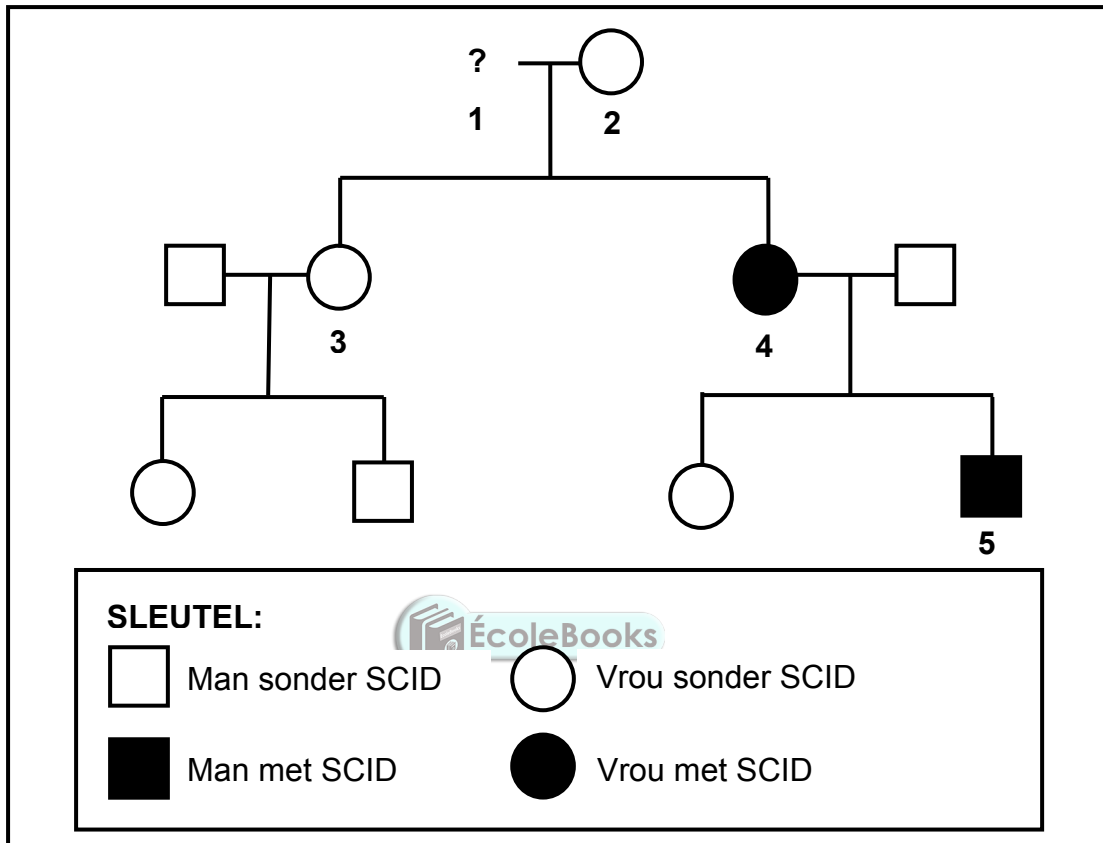 ?
1
2
3
4
5
SLEUTEL:
ÉcoleBooks
Man sonder SCID
Vrou sonder SCID
Man met SCID
Vrou met SCID